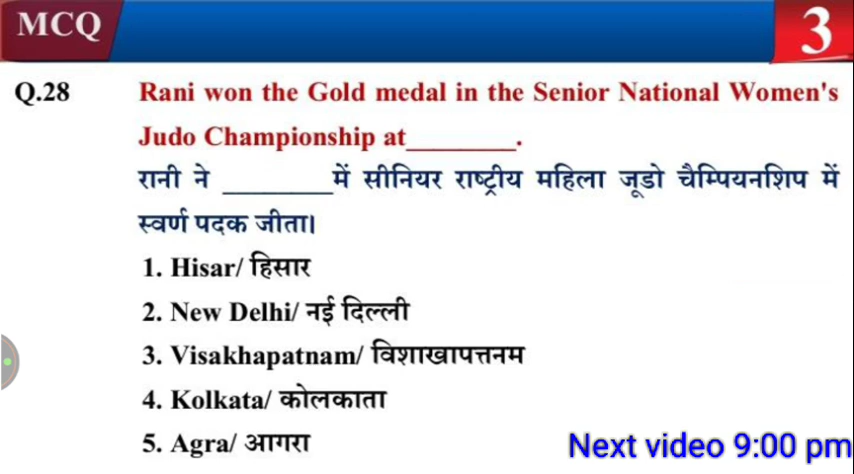 MCQ
3
Q.28 Rani won the Gold medal in the Senior National Women's
Judo Championship at________.
रानी ने ________में सीनियर राष्ट्रीय महिला जूडो चैम्पियनशिप में
स्वर्ण पदक जीता।
1. Hisar/ हिसार
2. New Delhi/ नई दिल्ली
3. Visakhapatnam/ विशाखापत्तनम
4. Kolkata/ कोलकाता
5. Agra/ आगरा
Next video 9:00 pm